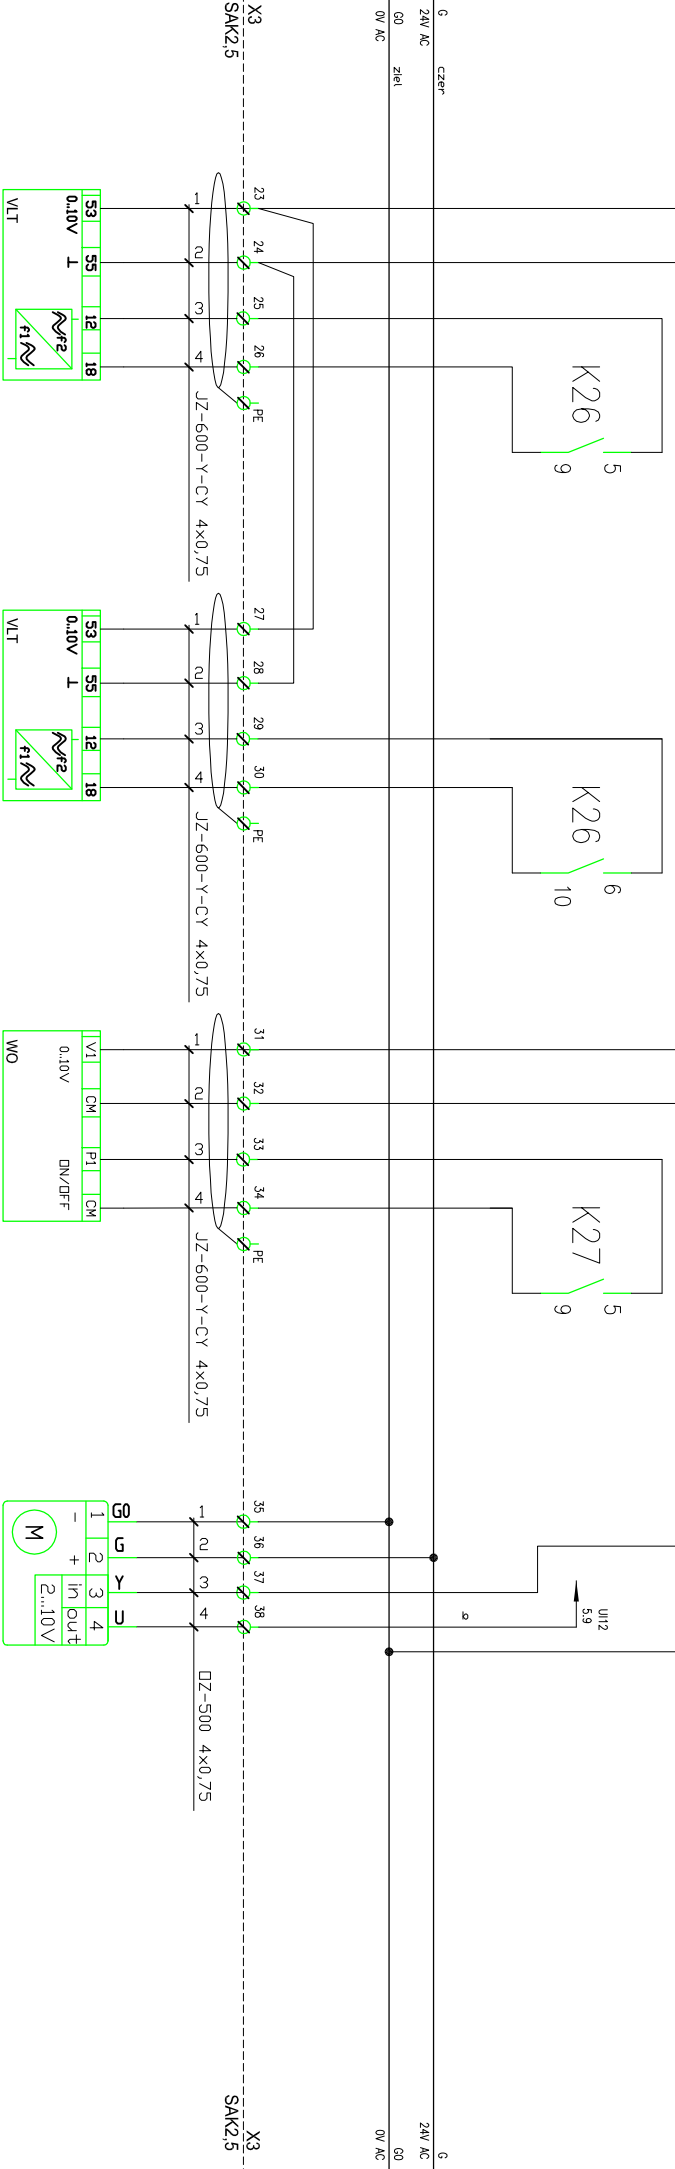 G
24V AC
czer
G0
0V AC
ziel
X3
SAK2,5
23
24
25
26
PE
1
2
3
4
JZ-600-Y-CY 4x0,75
53
55
12
18
0..10V
⊥
f2
f1
VLT
K26
5
9
27
28
29
30
PE
1
2
3
4
JZ-600-Y-CY 4x0,75
53
55
12
18
0..10V
⊥
f2
f1
VLT
K26
6
10
31
32
33
34
PE
1
2
3
4
JZ-600-Y-CY 4x0,75
V1
CM
P1
CM
0..10V
ON/OFF
WO
K27
5
9
35
36
37
38
1
2
3
4
OZ-500 4x0,75
G0
G
Y
U
1
2
3
4
- + in out
2...10V
M
UI12
5.9
X3
SAK2,5
G
24V AC
G0
0V AC